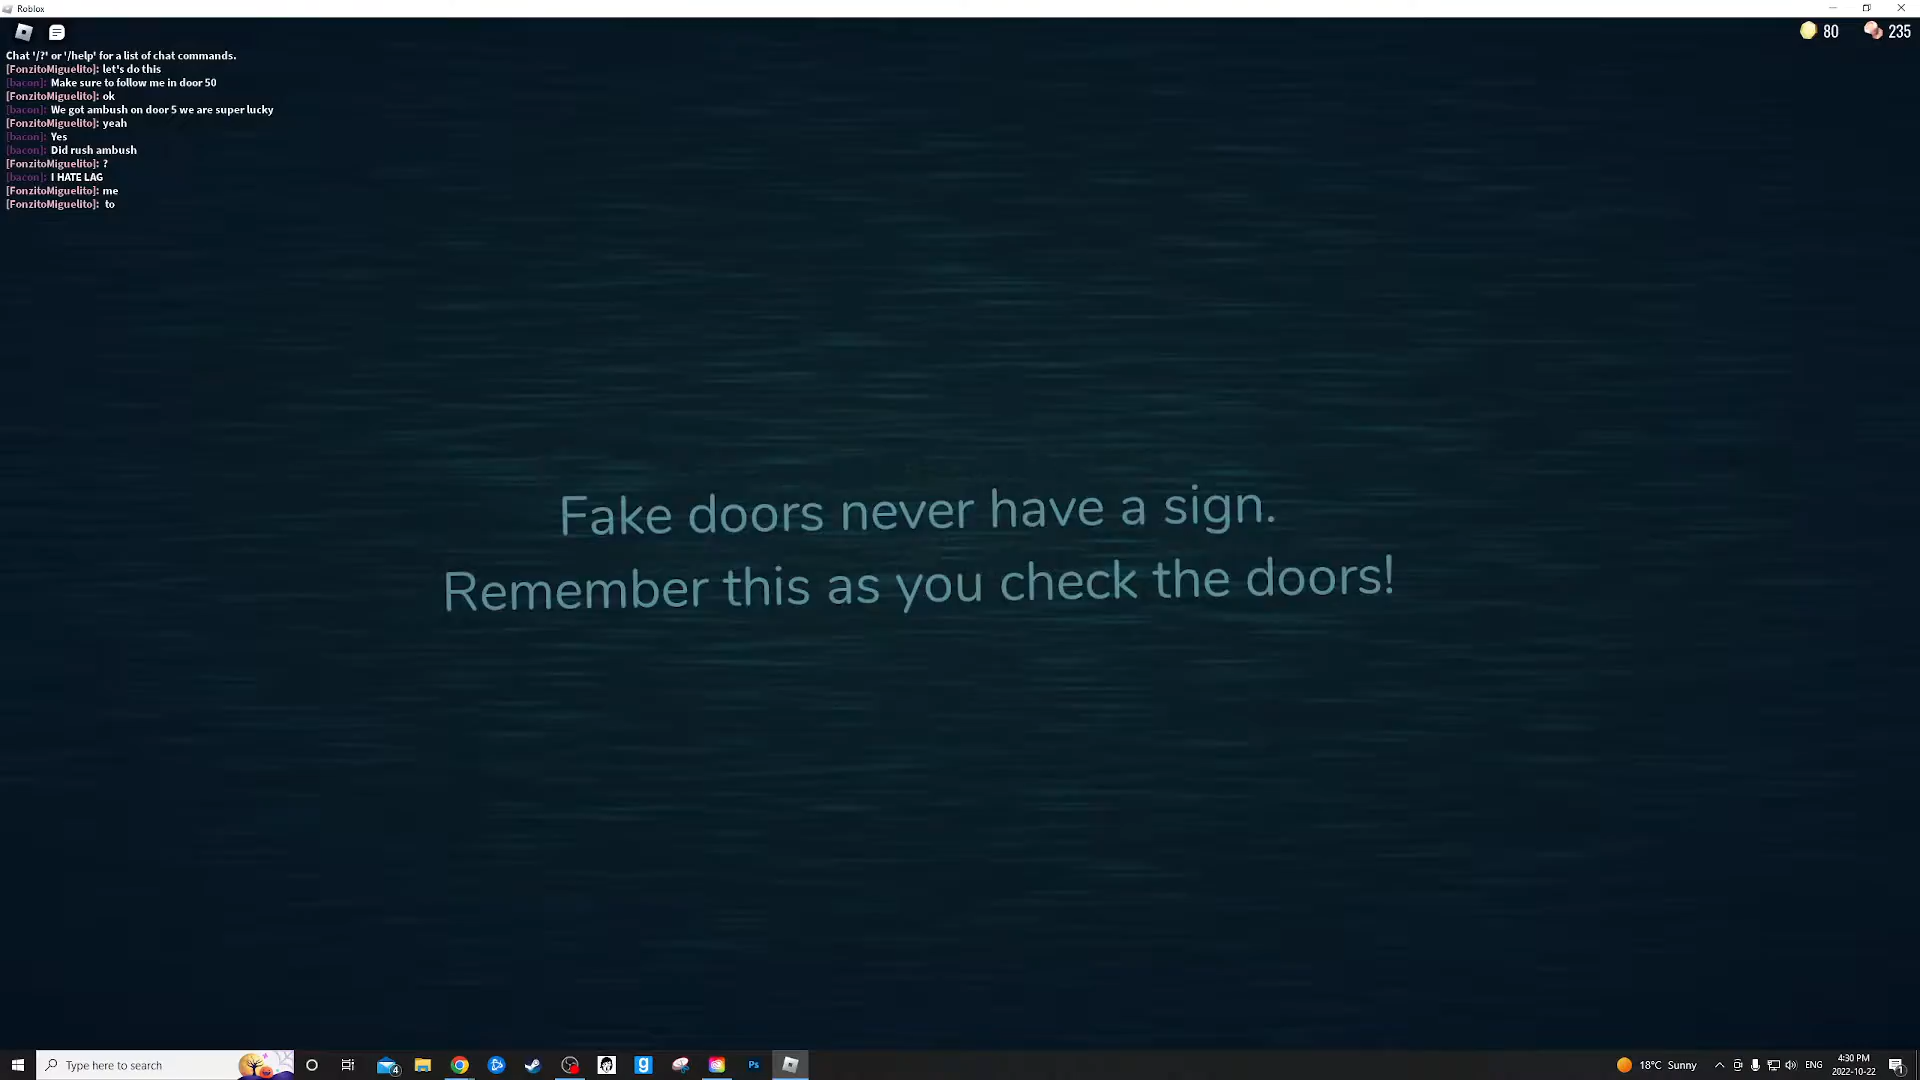 Roblox
80
235
Chat '/?' or '/help' for a list of chat commands.
[FonzitoMiguelito]: let's do this
[bacon]: Make sure to follow me in door 50
[FonzitoMiguelito]: ok
[bacon]: We got ambush on door 5 we are super lucky
[FonzitoMiguelito]: yeah
[bacon]: Yes
[bacon]: Did rush ambush
[FonzitoMiguelito]: ?
[bacon]: I HATE LAG
[FonzitoMiguelito]: me
[FonzitoMiguelito]: to
Fake doors never have a sign.
Remember this as you check the doors!
Type here to search
4
g
Ps
18°C Sunny
ENG
4:30 PM
2022-10-22
1